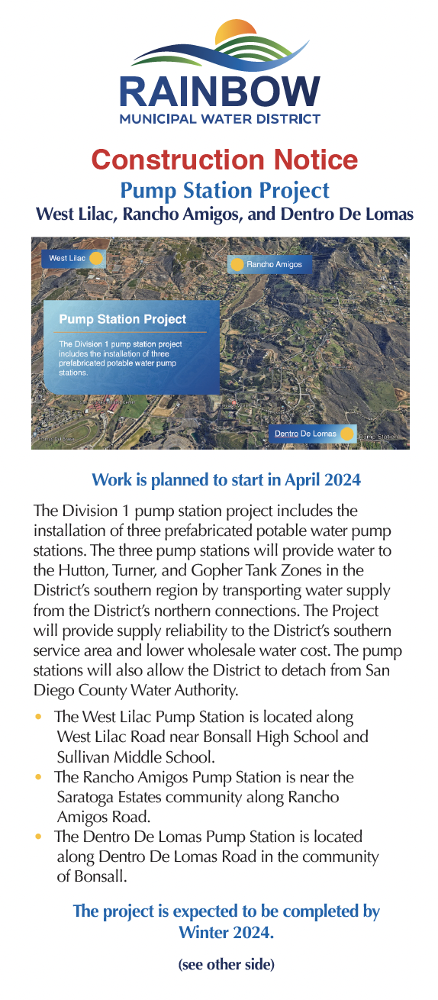 RAINBOW
MUNICIPAL WATER DISTRICT
Construction Notice
Pump Station Project
West Lilac, Rancho Amigos, and Dentro De Lomas
West Lilac
Rancho Amigos
Pump Station Project
The Division 1 pump station project
includes the installation of three
prefabricated potable water pump
stations.
Dentro De Lomas
Pump Station
Work is planned to start in April 2024
The Division 1 pump station project includes the
installation of three prefabricated potable water pump
stations. The three pump stations will provide water to
the Hutton, Turner, and Gopher Tank Zones in the
District’s southern region by transporting water supply
from the District’s northern connections. The Project
will provide supply reliability to the District’s southern
service area and lower wholesale water cost. The pump
stations will also allow the District to detach from San
Diego County Water Authority.
• The West Lilac Pump Station is located along
West Lilac Road near Bonsall High School and
Sullivan Middle School.
• The Rancho Amigos Pump Station is near the
Saratoga Estates community along Rancho
Amigos Road.
• The Dentro De Lomas Pump Station is located
along Dentro De Lomas Road in the community
of Bonsall.
The project is expected to be completed by
Winter 2024.
(see other side)